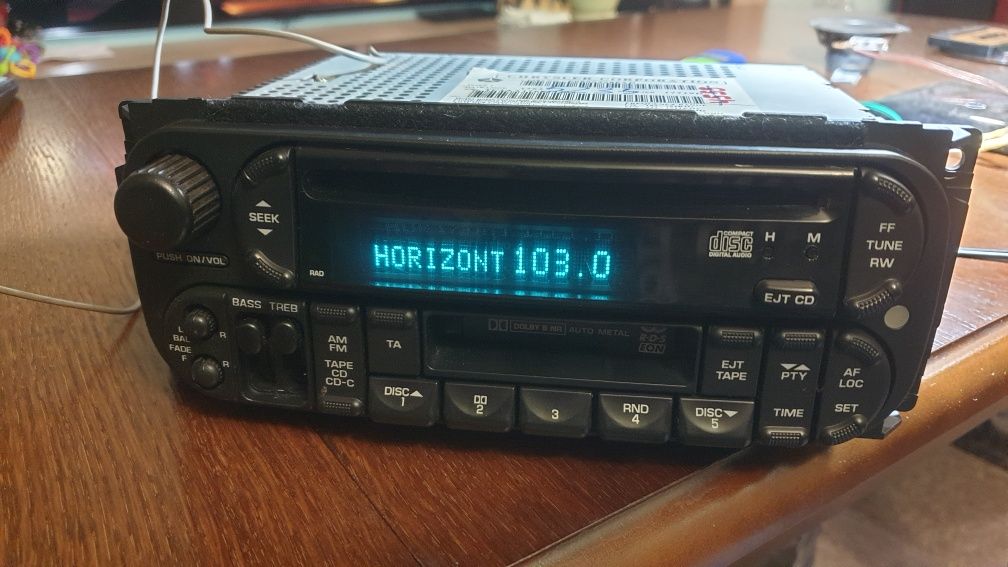 CHRYSLER CORPORATION
SEEK
PUSH ON/VOL
RAD
HORIZONT 103.0
COMPACT
disc
DIGITAL AUDIO
H
M
EJT CD
FF
TUNE
RW
BASS TREB
L
BAL
R
FADE
F
R
AM
FM
TAPE
CD
CD-C
TA
DOLBY B NR
AUTO METAL
R·D·S
EON
EJT
TAPE
PTY
TIME
AF
LOC
SET
DISC
1
2
3
RND
4
DISC
5